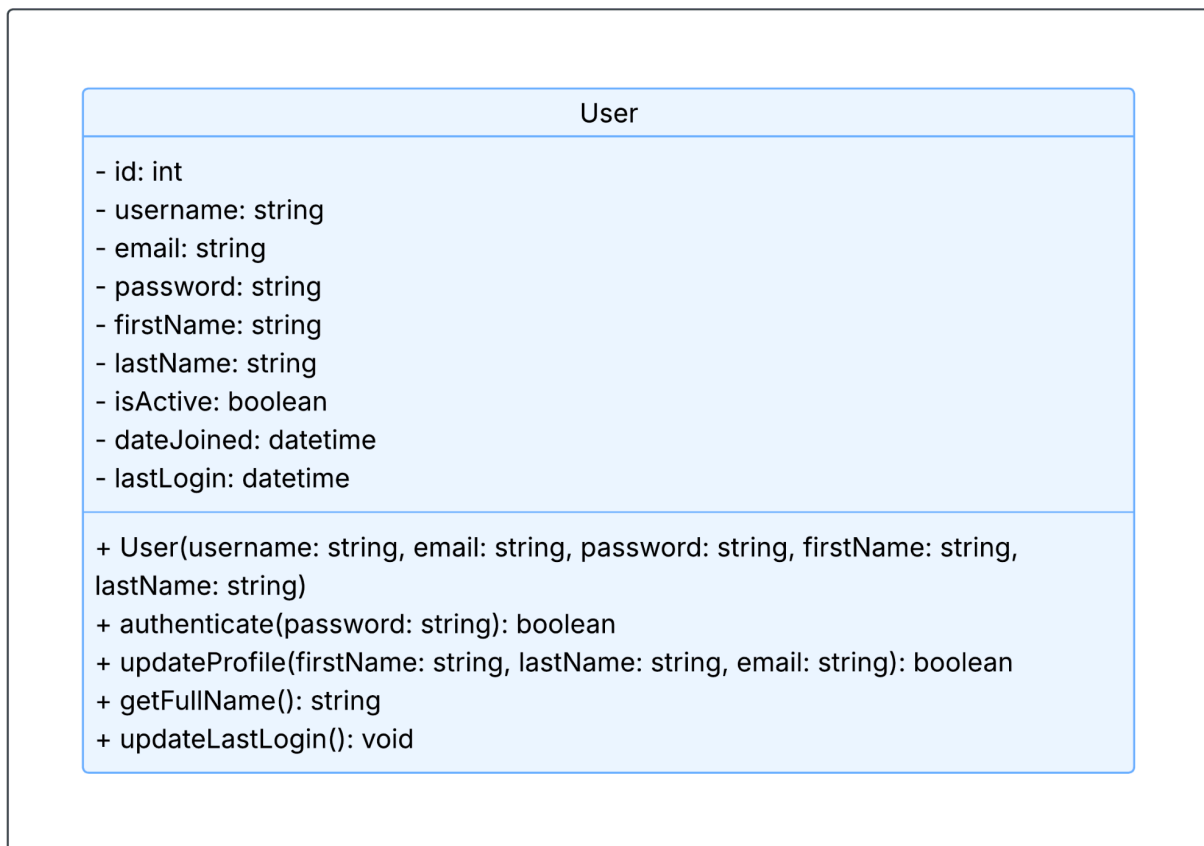 User
- id: int
- username: string
- email: string
- password: string
- firstName: string
- lastName: string
- isActive: boolean
- dateJoined: datetime
- lastLogin: datetime
+ User(username: string, email: string, password: string, firstName: string,
lastName: string)
+ authenticate(password: string): boolean
+ updateProfile(firstName: string, lastName: string, email: string): boolean
+ getFullName(): string
+ updateLastLogin(): void